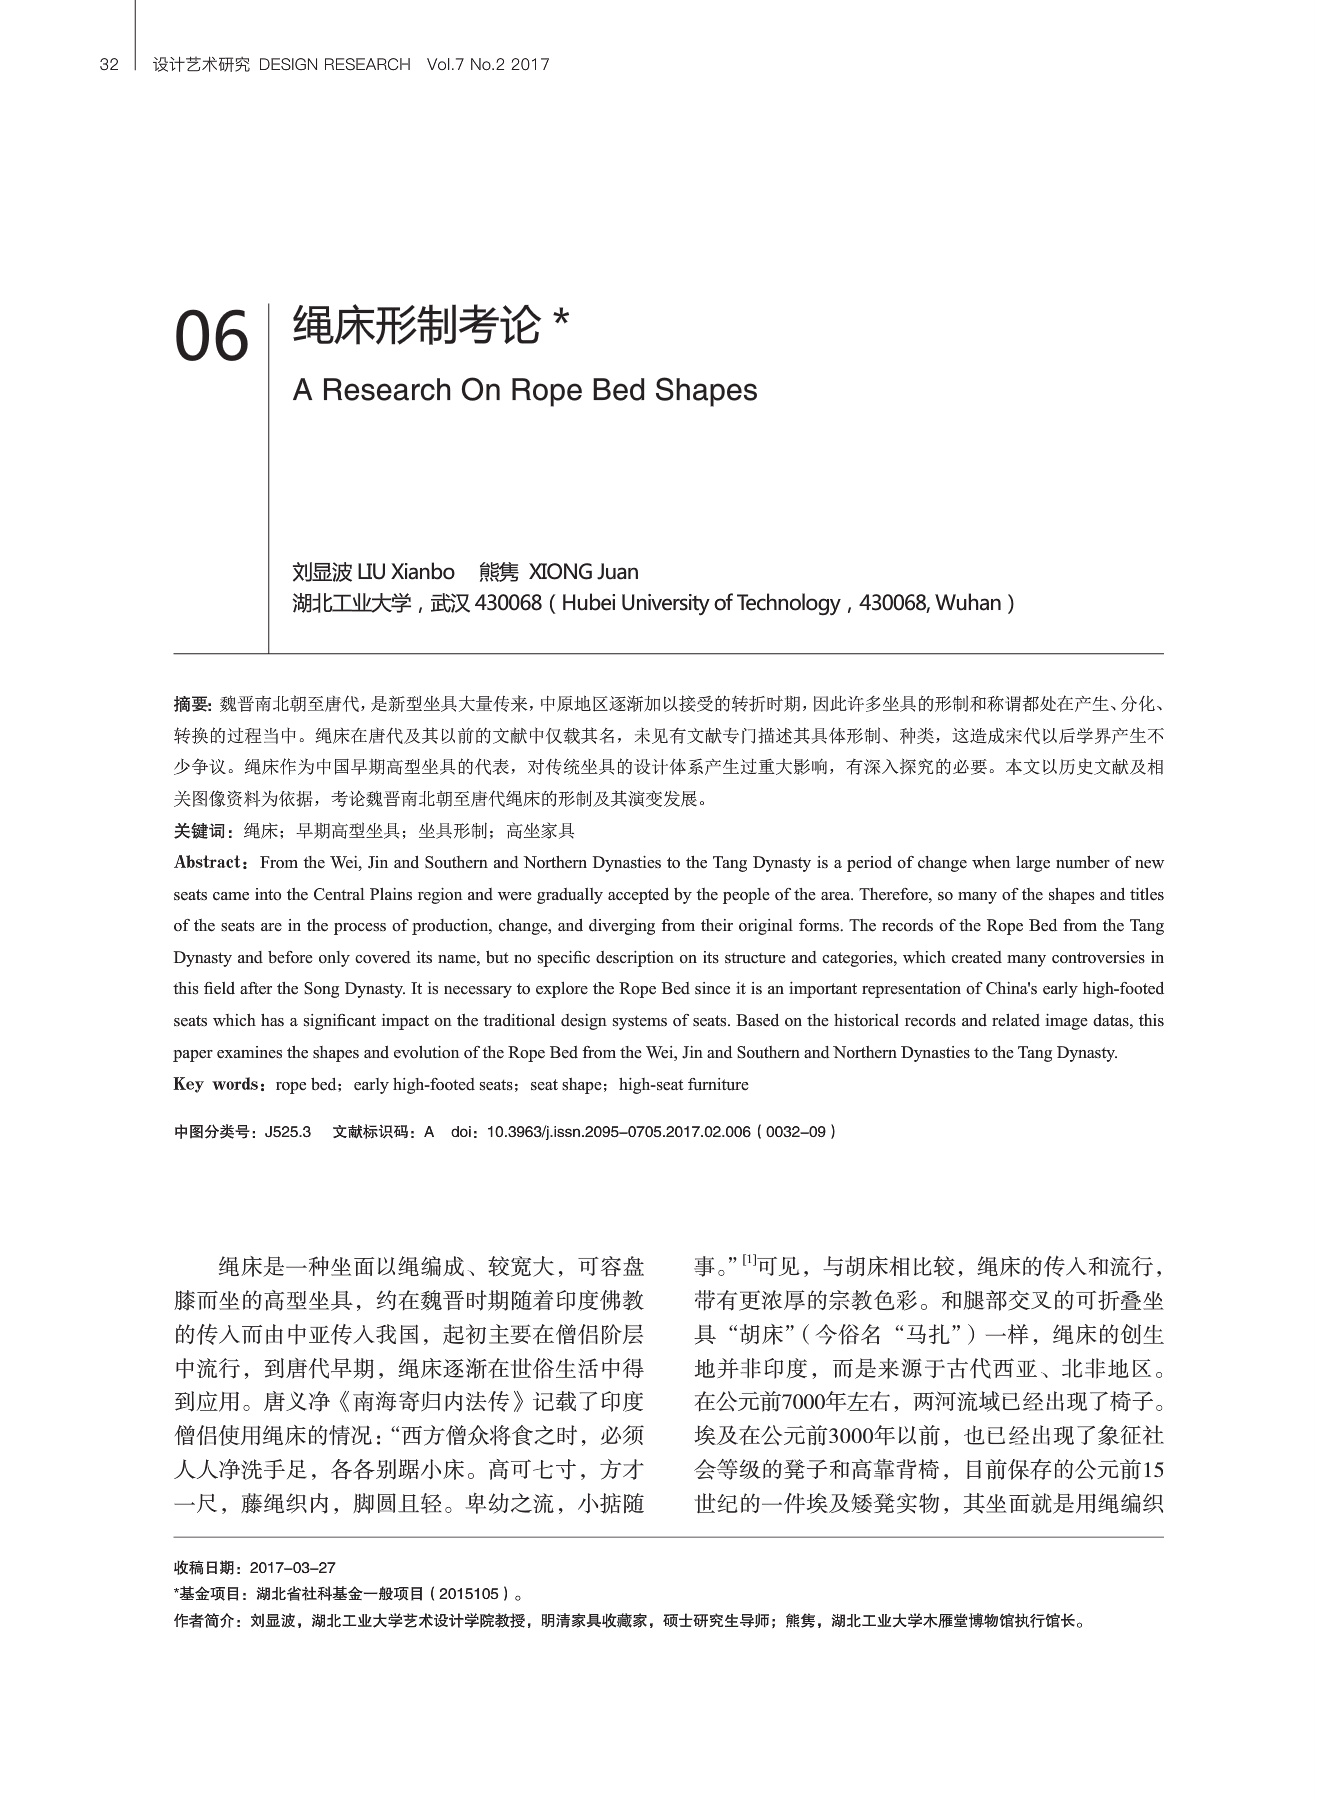 32
设计艺术研究 DESIGN RESEARCH Vol.7 No.2 2017
06
绳床形制考论 *
A Research On Rope Bed Shapes
刘显波 LIU Xianbo 熊隽 XIONG Juan
湖北工业大学，武汉 430068（Hubei University of Technology，430068, Wuhan）
摘要：魏晋南北朝至唐代，是新型坐具大量传来，中原地区逐渐加以接受的转折时期，因此许多坐具的形制和称谓都处在产生、分化、
转换的过程当中。绳床在唐代及其以前的文献中仅载其名，未见有文献专门描述其具体形制、种类，这造成宋代以后学界产生不
少争议。绳床作为中国早期高型坐具的代表，对传统坐具的设计体系产生过重大影响，有深入探究的必要。本文以历史文献及相
关图像资料为依据，考论魏晋南北朝至唐代绳床的形制及其演变发展。
关键词：绳床；早期高型坐具；坐具形制；高坐家具
Abstract：From the Wei, Jin and Southern and Northern Dynasties to the Tang Dynasty is a period of change when large number of new
seats came into the Central Plains region and were gradually accepted by the people of the area. Therefore, so many of the shapes and titles
of the seats are in the process of production, change, and diverging from their original forms. The records of the Rope Bed from the Tang
Dynasty and before only covered its name, but no specific description on its structure and categories, which created many controversies in
this field after the Song Dynasty. It is necessary to explore the Rope Bed since it is an important representation of China's early high-footed
seats which has a significant impact on the traditional design systems of seats. Based on the historical records and related image datas, this
paper examines the shapes and evolution of the Rope Bed from the Wei, Jin and Southern and Northern Dynasties to the Tang Dynasty.
Key words：rope bed；early high-footed seats；seat shape；high-seat furniture
中图分类号：J525.3 文献标识码：A doi：10.3963/j.issn.2095-0705.2017.02.006（0032-09）
绳床是一种坐面以绳编成、较宽大，可容盘
膝而坐的高型坐具，约在魏晋时期随着印度佛教
的传入而由中亚传入我国，起初主要在僧侣阶层
中流行，到唐代早期，绳床逐渐在世俗生活中得
到应用。唐义净《南海寄归内法传》记载了印度
僧侣使用绳床的情况：“西方僧众将食之时，必须
人人净洗手足，各各别踞小床。高可七寸，方才
一尺，藤绳织内，脚圆且轻。卑幼之流，小掂随
事。”[1]可见，与胡床相比较，绳床的传入和流行，
带有更浓厚的宗教色彩。和腿部交叉的可折叠坐
具“胡床”（今俗名“马扎”）一样，绳床的创生
地并非印度，而是来源于古代西亚、北非地区。
在公元前7000年左右，两河流域已经出现了椅子。
埃及在公元前3000年以前，也已经出现了象征社
会等级的凳子和高靠背椅，目前保存的公元前15
世纪的一件埃及矮凳实物，其坐面就是用绳编织
收稿日期：2017-03-27
*基金项目：湖北省社科基金一般项目（2015105）。
作者简介：刘显波，湖北工业大学艺术设计学院教授，明清家具收藏家，硕士研究生导师；熊隽，湖北工业大学木雁堂博物馆执行馆长。